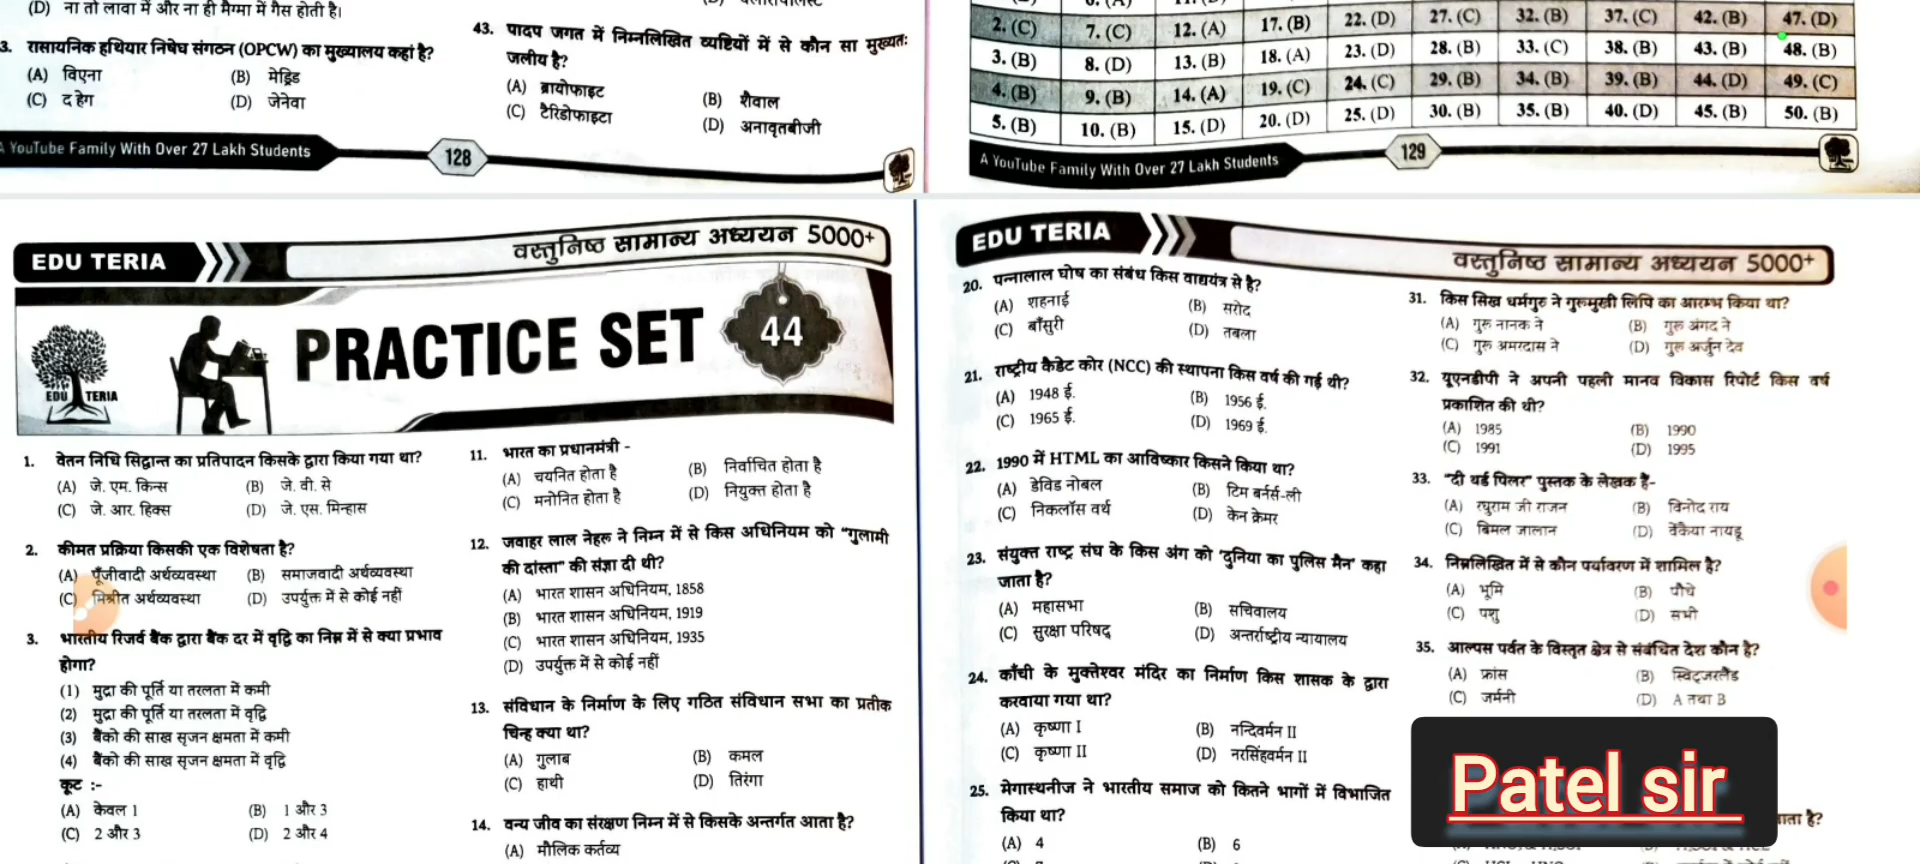 (D) ना तो लावा में और ना ही मैग्मा में गैस होती है।
3. रासायनिक हथियार निषेध संगठन (OPCW) का मुख्यालय कहां है?
(A) विएना (B) मेड्रिड
(C) द हेग (D) जेनेवा
43. पादप जगत में निम्नलिखित व्यष्टियों में से कौन सा मुख्यतः
जलीय है?
(A) ब्रायोफाइट (B) शैवाल
(C) टैरिडोफाइटा (D) अनावृतबीजी
A YouTube Family With Over 27 Lakh Students
128
2. (C) 7. (C) 12. (A) 17. (B) 22. (D) 27. (C) 32. (B) 37. (C) 42. (B) 47. (D)
3. (B) 8. (D) 13. (B) 18. (A) 23. (D) 28. (B) 33. (C) 38. (B) 43. (B) 48. (B)
4. (B) 9. (B) 14. (A) 19. (C) 24. (C) 29. (B) 34. (B) 39. (B) 44. (D) 49. (C)
5. (B) 10. (B) 15. (D) 20. (D) 25. (D) 30. (B) 35. (B) 40. (D) 45. (B) 50. (B)
A YouTube Family With Over 27 Lakh Students
129
EDU TERIA
वस्तुनिष्ठ सामान्य अध्ययन 5000+
EDU TERIA
PRACTICE SET
44
1. वेतन निधि सिद्वान्त का प्रतिपादन किसके द्वारा किया गया था?
(A) जे. एम. किन्स (B) जे. वी. से
(C) जे. आर. हिक्स (D) जे. एस. मिन्हास
2. कीमत प्रक्रिया किसकी एक विशेषता है?
(A) पूँजीवादी अर्थव्यवस्था (B) समाजवादी अर्थव्यवस्था
(C) मिश्रीत अर्थव्यवस्था (D) उपर्युक्त में से कोई नहीं
3. भारतीय रिजर्व बैंक द्वारा बैंक दर में वृद्वि का निम्न में से क्या प्रभाव
होगा?
(1) मुद्रा की पूर्ति या तरलता में कमी
(2) मुद्रा की पूर्ति या तरलता में वृद्वि
(3) बैंको की साख सृजन क्षमता में कमी
(4) बैंको की साख सृजन क्षमता में वृद्वि
कूट :-
(A) केवल 1 (B) 1 और 3
(C) 2 और 3 (D) 2 और 4
11. भारत का प्रधानमंत्री -
(A) चयनित होता है (B) निर्वाचित होता है
(C) मनोनित होता है (D) नियुक्त होता है
12. जवाहर लाल नेहरू ने निम्न में से किस अधिनियम को "गुलामी
की दांस्ता" की संज्ञा दी थी?
(A) भारत शासन अधिनियम, 1858
(B) भारत शासन अधिनियम, 1919
(C) भारत शासन अधिनियम, 1935
(D) उपर्युक्त में से कोई नहीं
13. संविधान के निर्माण के लिए गठित संविधान सभा का प्रतीक
चिन्ह क्या था?
(A) गुलाब (B) कमल
(C) हाथी (D) तिरंगा
14. वन्य जीव का संरक्षण निम्न में से किसके अन्तर्गत आता है?
(A) मौलिक कर्तव्य
EDU TERIA
वस्तुनिष्ठ सामान्य अध्ययन 5000+
20. पन्नालाल घोष का संबंध किस वाद्ययंत्र से है?
(A) शहनाई (B) सरोद
(C) बाँसुरी (D) तबला
21. राष्ट्रीय कैडेट कोर (NCC) की स्थापना किस वर्ष की गई थी?
(A) 1948 ई. (B) 1956 ई.
(C) 1965 ई. (D) 1969 ई.
22. 1990 में HTML का आविष्कार किसने किया था?
(A) डेविड नोबल (B) टिम बर्नर्स-ली
(C) निकलॉस वर्थ (D) केन क्रेमर
23. संयुक्त राष्ट्र संघ के किस अंग को 'दुनिया का पुलिस मैन' कहा
जाता है?
(A) महासभा (B) सचिवालय
(C) सुरक्षा परिषद् (D) अन्तर्राष्ट्रीय न्यायालय
24. काँची के मुक्तेश्वर मंदिर का निर्माण किस शासक के द्वारा
करवाया गया था?
(A) कृष्णा I (B) नन्दिवर्मन II
(C) कृष्णा II (D) नरसिंहवर्मन II
25. मेगास्थनीज ने भारतीय समाज को कितने भागों में विभाजित
किया था?
(A) 4 (B) 6
31. किस सिख धर्मगुरु ने गुरूमुखी लिपि का आरम्भ किया था?
(A) गुरू नानक ने (B) गुरू अंगद ने
(C) गुरू अमरदास ने (D) गुरू अर्जुन देव
32. यूएनडीपी ने अपनी पहली मानव विकास रिपोर्ट किस वर्ष
प्रकाशित की थी?
(A) 1985 (B) 1990
(C) 1991 (D) 1995
33. "दी थर्ड पिलर" पुस्तक के लेखक हैं-
(A) रघुराम जी राजन (B) विनोद राय
(C) बिमल जालान (D) वेंकैया नायडू
34. निम्नलिखित में से कौन पर्यावरण में शामिल है?
(A) भूमि (B) पौधे
(C) पशु (D) सभी
35. आल्पस पर्वत के विस्तृत क्षेत्र से संबंधित देश कौन है?
(A) फ्रांस (B) स्विट्जरलैंड
(C) जर्मनी (D) A तथा B
Patel sir